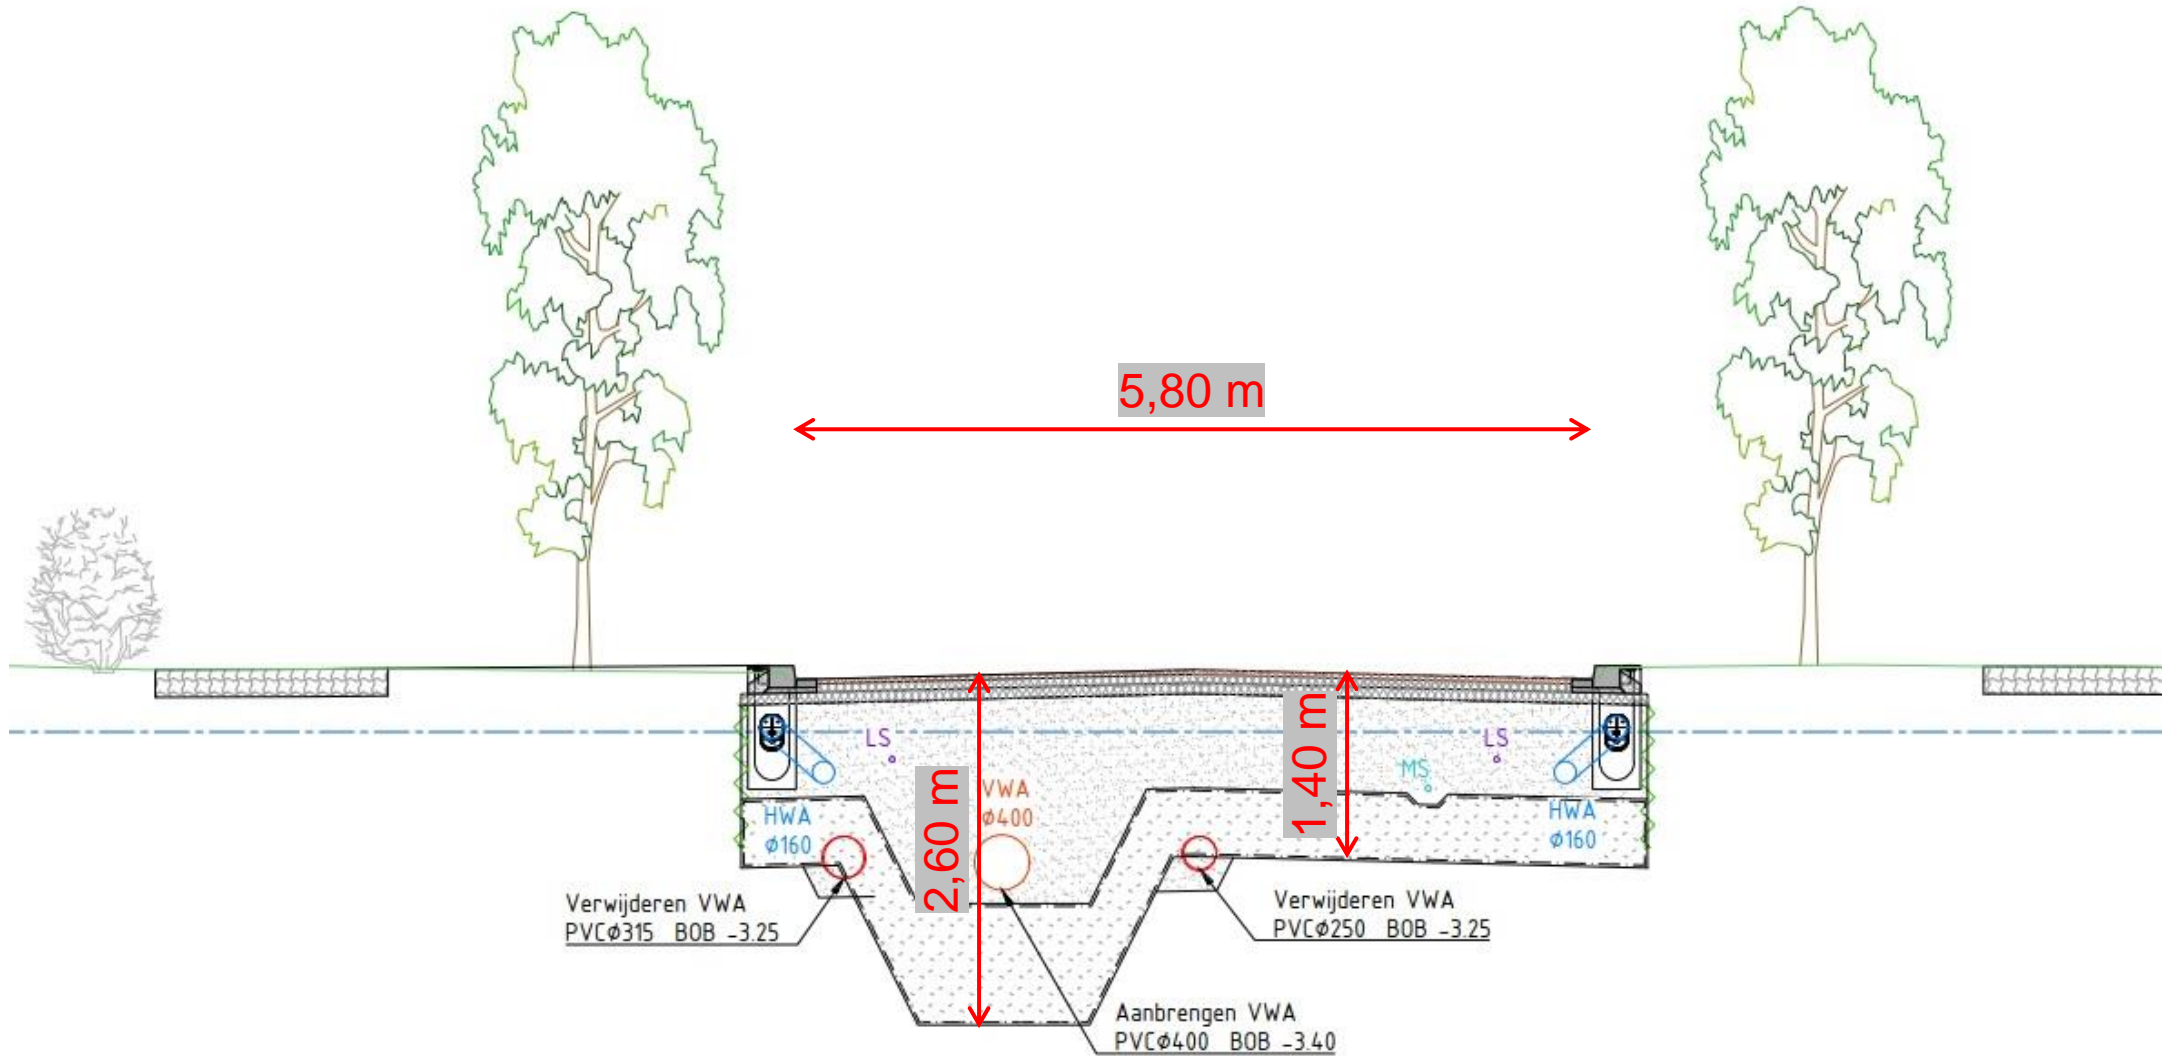 5,80 m
LS
LS
MS
1,40 m
2,60 m
VWA
Ø400
HWA
Ø160
HWA
Ø160
Verwijderen VWA
PVCØ315 BOB -3.25
Verwijderen VWA
PVCØ250 BOB -3.25
Aanbrengen VWA
PVCØ400 BOB -3.40